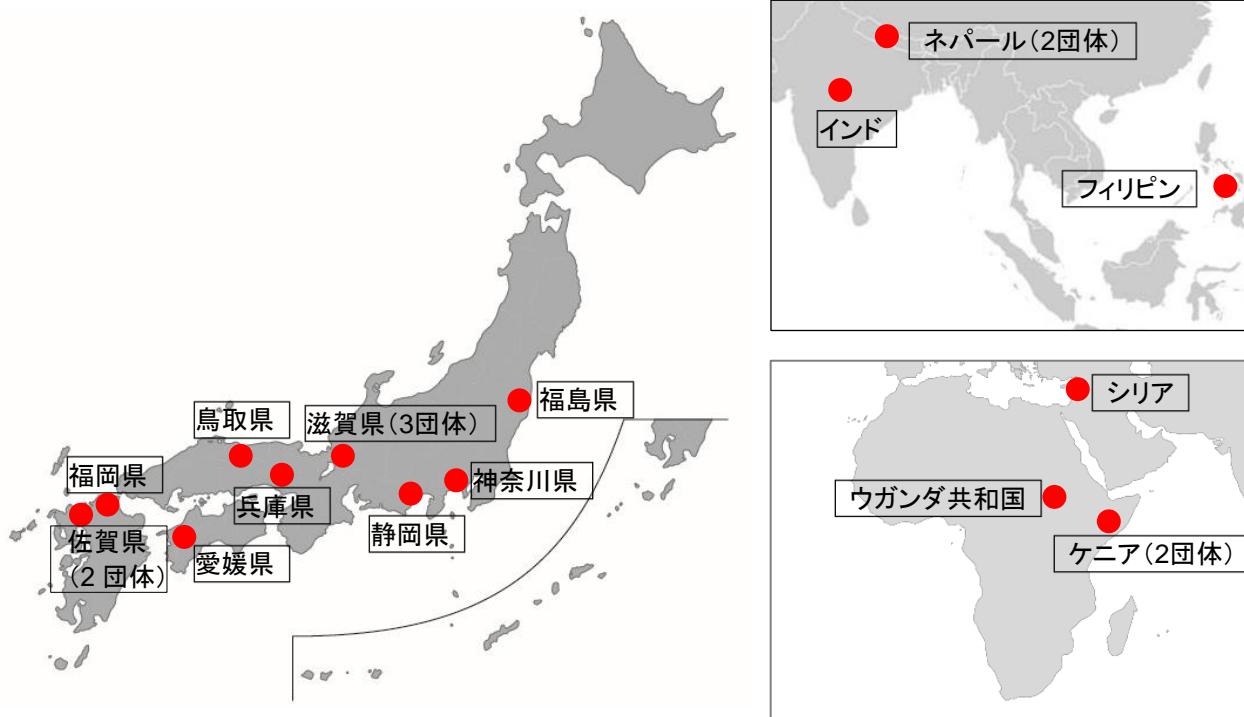 福島県
鳥取県
滋賀県（3団体）
福岡県
神奈川県
兵庫県
静岡県
佐賀県
（2 団体）
愛媛県
ネパール（2団体）
インド
フィリピン
シリア
ウガンダ共和国
ケニア（2団体）